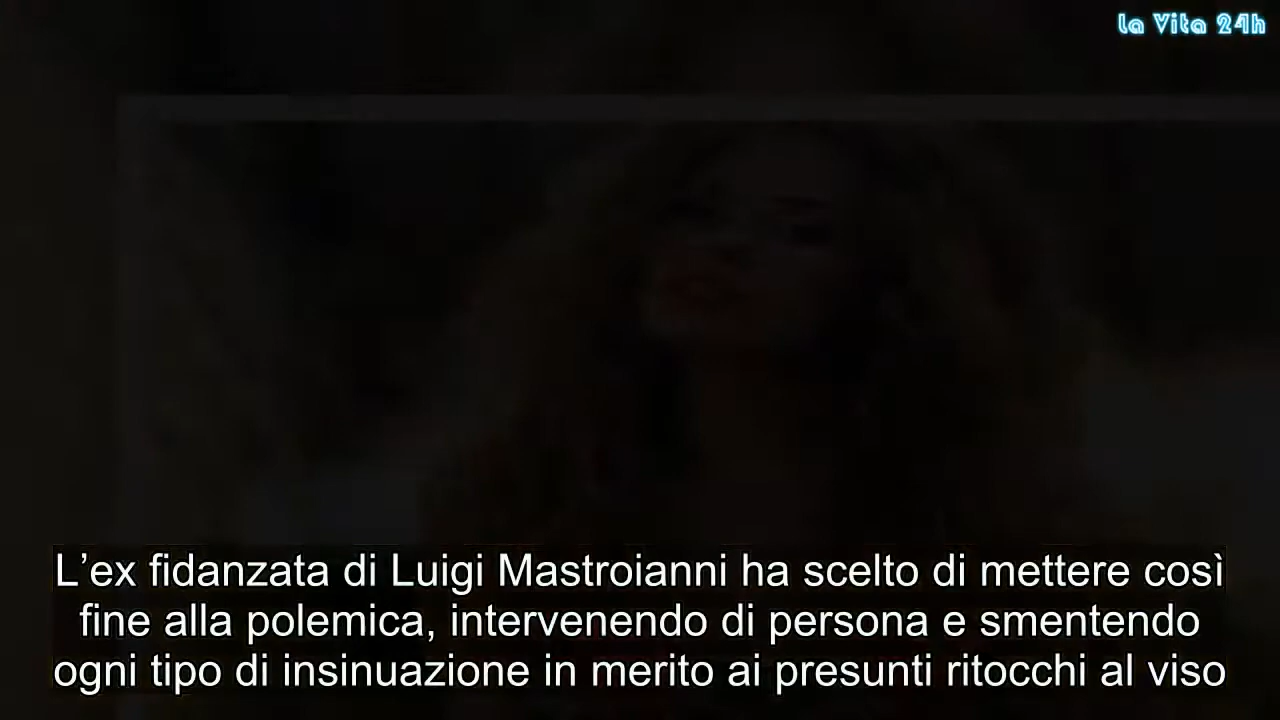 La Vita 24h
L’ex fidanzata di Luigi Mastroianni ha scelto di mettere così
fine alla polemica, intervenendo di persona e smentendo
ogni tipo di insinuazione in merito ai presunti ritocchi al viso